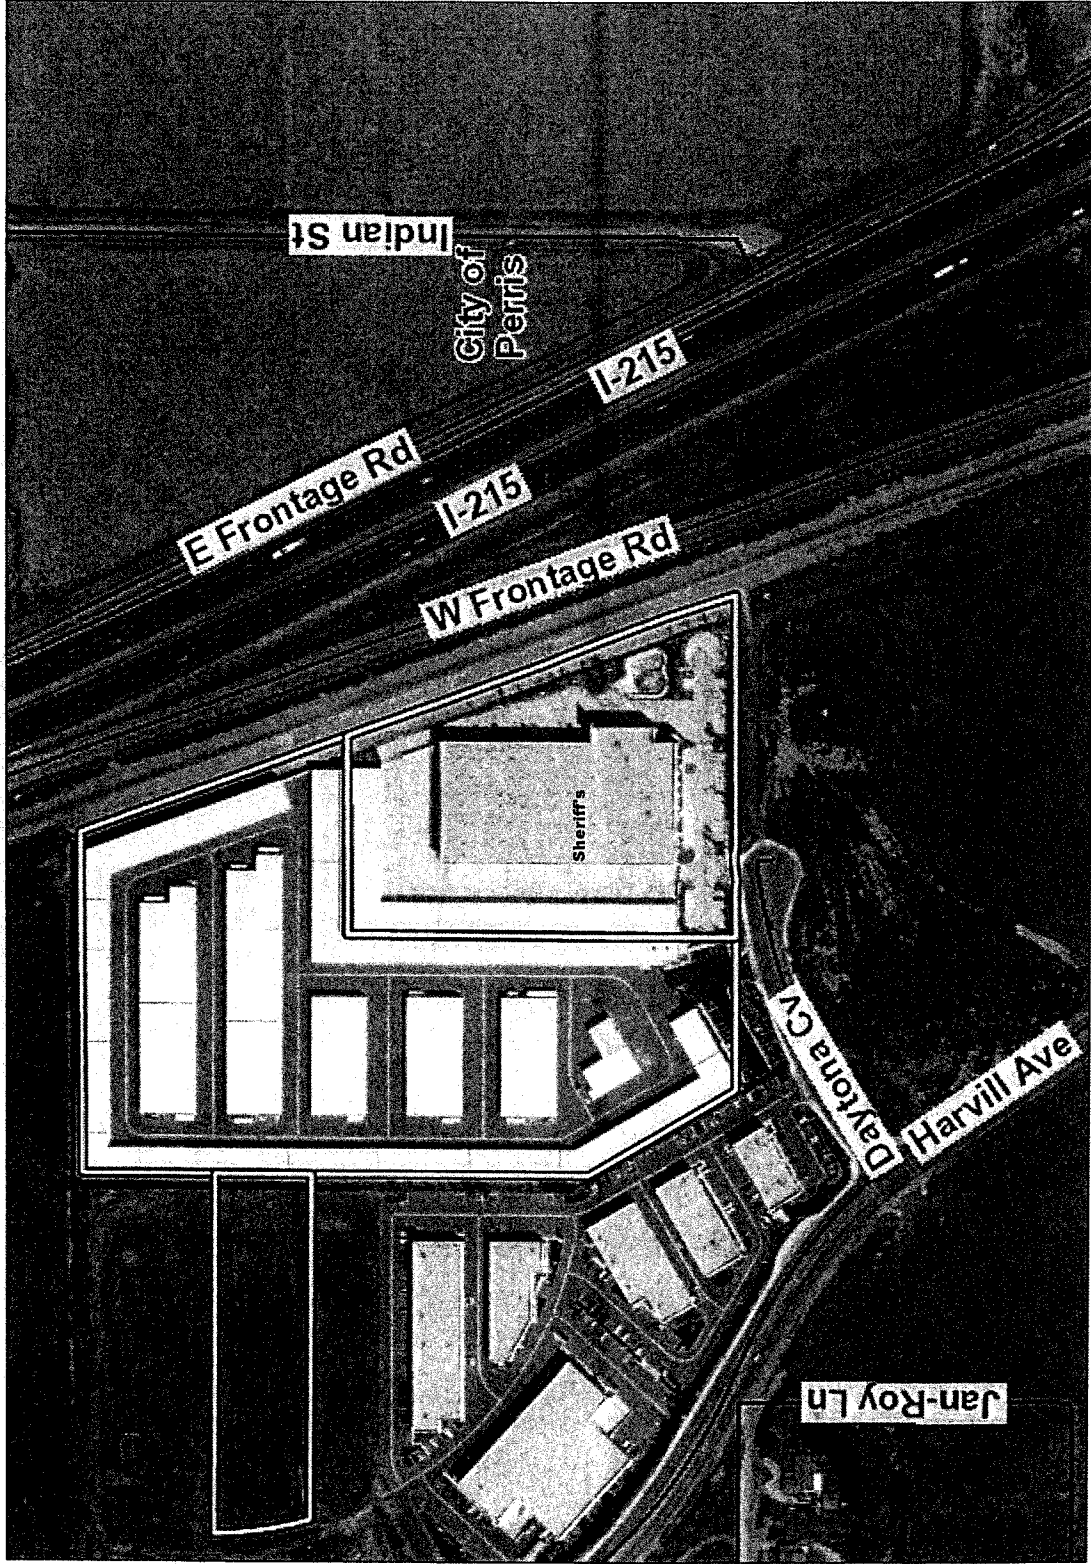 Indian St
City of
Perris
I-215
E Frontage Rd
I-215
W Frontage Rd
Sheriff's
Daytona Cv
Harvill Ave
Jan-Roy Ln